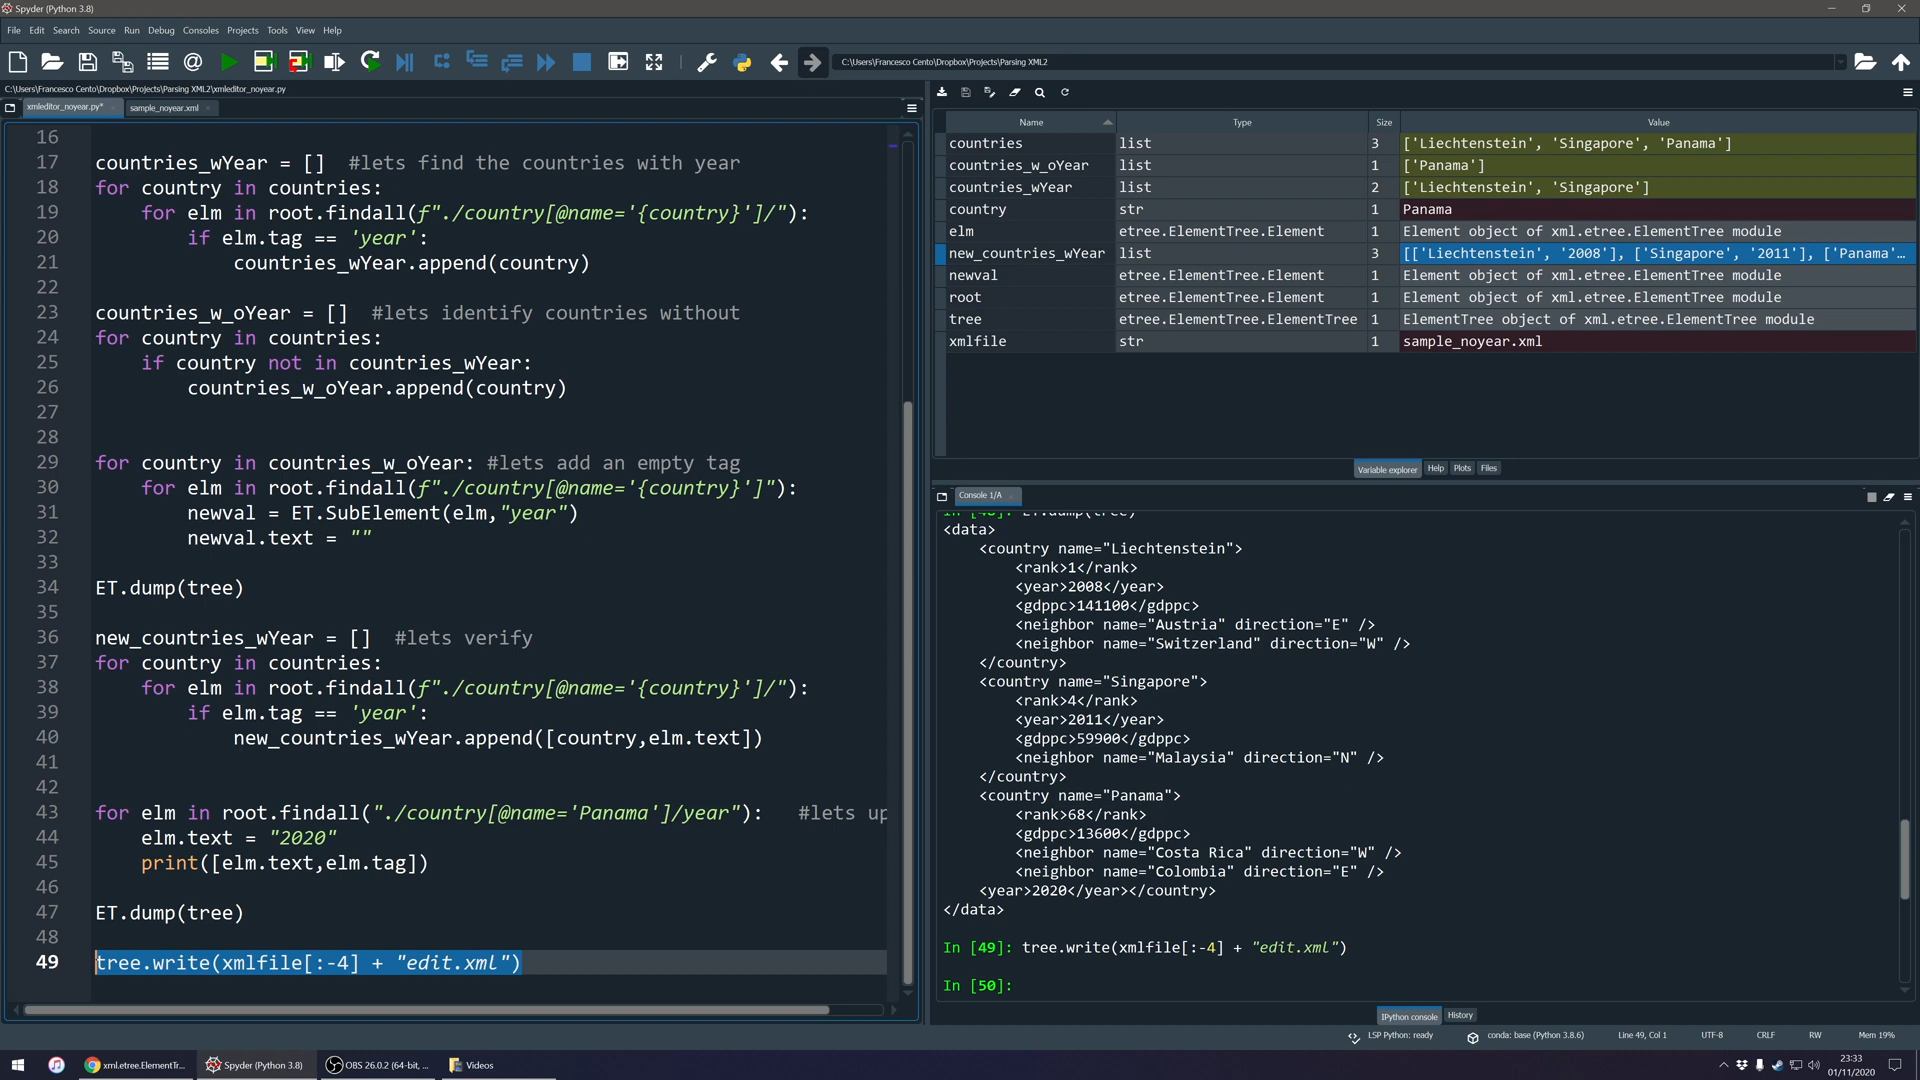 Spyder (Python 3.8)
File Edit Search Source Run Debug Consoles Projects Tools View Help
C:\Users\Francesco Cento\Dropbox\Projects\Parsing XML2
C:\Users\Francesco Cento\Dropbox\Projects\Parsing XML2\xmleditor_noyear.py
xmleditor_noyear.py* sample_noyear.xml
16
17 countries_wYear = [] #lets find the countries with year
18 for country in countries:
19 for elm in root.findall(f"./country[@name='{country}']/"):
20 if elm.tag == 'year':
21 countries_wYear.append(country)
22
23 countries_w_oYear = [] #lets identify countries without
24 for country in countries:
25 if country not in countries_wYear:
26 countries_w_oYear.append(country)
27
28
29 for country in countries_w_oYear: #lets add an empty tag
30 for elm in root.findall(f"./country[@name='{country}']"):
31 newval = ET.SubElement(elm,"year")
32 newval.text = ""
33
34 ET.dump(tree)
35
36 new_countries_wYear = [] #lets verify
37 for country in countries:
38 for elm in root.findall(f"./country[@name='{country}']/"):
39 if elm.tag == 'year':
40 new_countries_wYear.append([country,elm.text])
41
42
43 for elm in root.findall("./country[@name='Panama']/year"): #lets up
44 elm.text = "2020"
45 print([elm.text,elm.tag])
46
47 ET.dump(tree)
48
49 tree.write(xmlfile[:-4] + "edit.xml")
Name Type Size Value
countries list 3 ['Liechtenstein', 'Singapore', 'Panama']
countries_w_oYear list 1 ['Panama']
countries_wYear list 2 ['Liechtenstein', 'Singapore']
country str 1 Panama
elm etree.ElementTree.Element 1 Element object of xml.etree.ElementTree module
new_countries_wYear list 3 [['Liechtenstein', '2008'], ['Singapore', '2011'], ['Panama'...
newval etree.ElementTree.Element 1 Element object of xml.etree.ElementTree module
root etree.ElementTree.Element 1 Element object of xml.etree.ElementTree module
tree etree.ElementTree.ElementTree 1 ElementTree object of xml.etree.ElementTree module
xmlfile str 1 sample_noyear.xml
Variable explorer Help Plots Files
Console 1/A
In [48]: ET.dump(tree)
<data>
<country name="Liechtenstein">
<rank>1</rank>
<year>2008</year>
<gdppc>141100</gdppc>
<neighbor name="Austria" direction="E" />
<neighbor name="Switzerland" direction="W" />
</country>
<country name="Singapore">
<rank>4</rank>
<year>2011</year>
<gdppc>59900</gdppc>
<neighbor name="Malaysia" direction="N" />
</country>
<country name="Panama">
<rank>68</rank>
<gdppc>13600</gdppc>
<neighbor name="Costa Rica" direction="W" />
<neighbor name="Colombia" direction="E" />
<year>2020</year></country>
</data>
In [49]: tree.write(xmlfile[:-4] + "edit.xml")
In [50]:
IPython console History
LSP Python: ready conda: base (Python 3.8.6) Line 49, Col 1 UTF-8 CRLF RW Mem 19%
xml.etree.ElementTr... Spyder (Python 3.8) OBS 26.0.2 (64-bit, ... Videos
23:33
01/11/2020